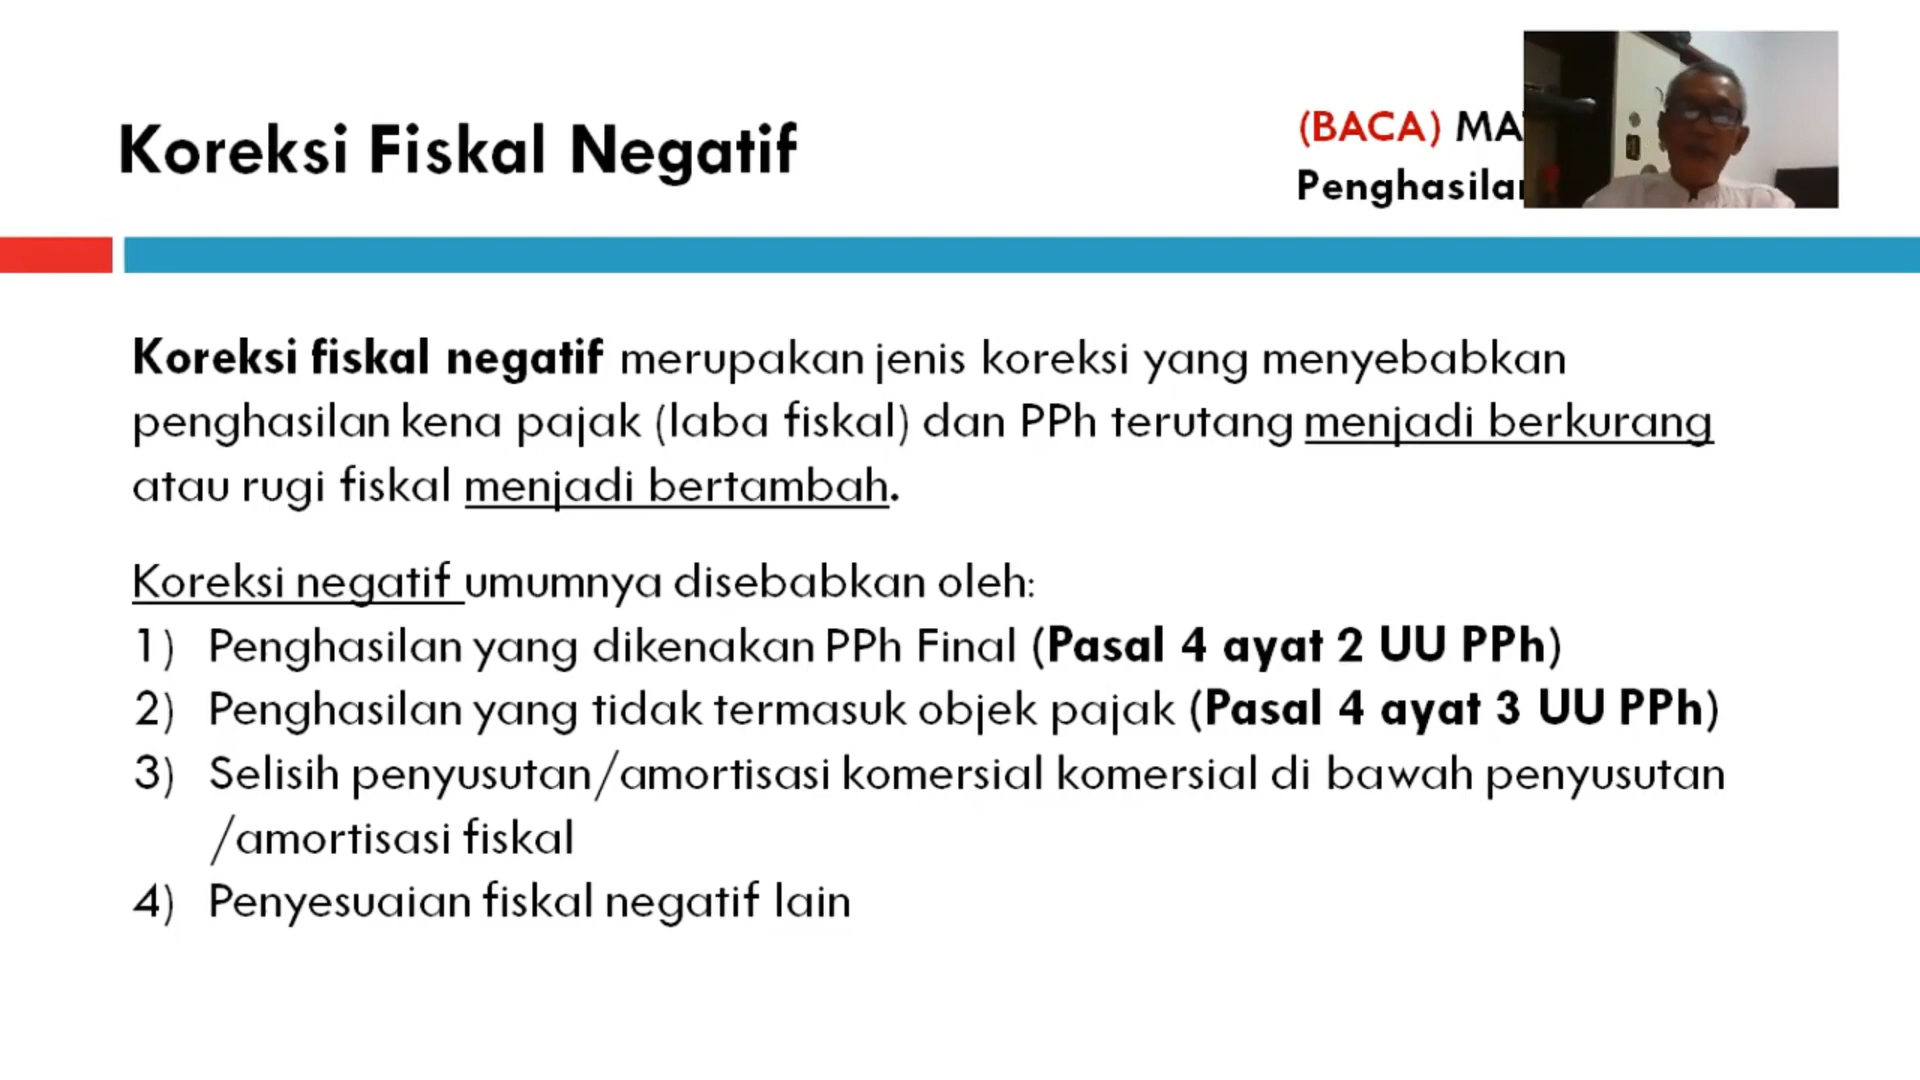 Koreksi Fiskal Negatif
(BACA)
Penghasilan
Koreksi fiskal negatif merupakan jenis koreksi yang menyebabkan
penghasilan kena pajak (laba fiskal) dan PPh terutang menjadi berkurang
atau rugi fiskal menjadi bertambah.
Koreksi negatif umumnya disebabkan oleh:
1) Penghasilan yang dikenakan PPh Final (Pasal 4 ayat 2 UU PPh)
2) Penghasilan yang tidak termasuk objek pajak (Pasal 4 ayat 3 UU PPh)
3) Selisih penyusutan/amortisasi komersial komersial di bawah penyusutan
/amortisasi fiskal
4) Penyesuaian fiskal negatif lain